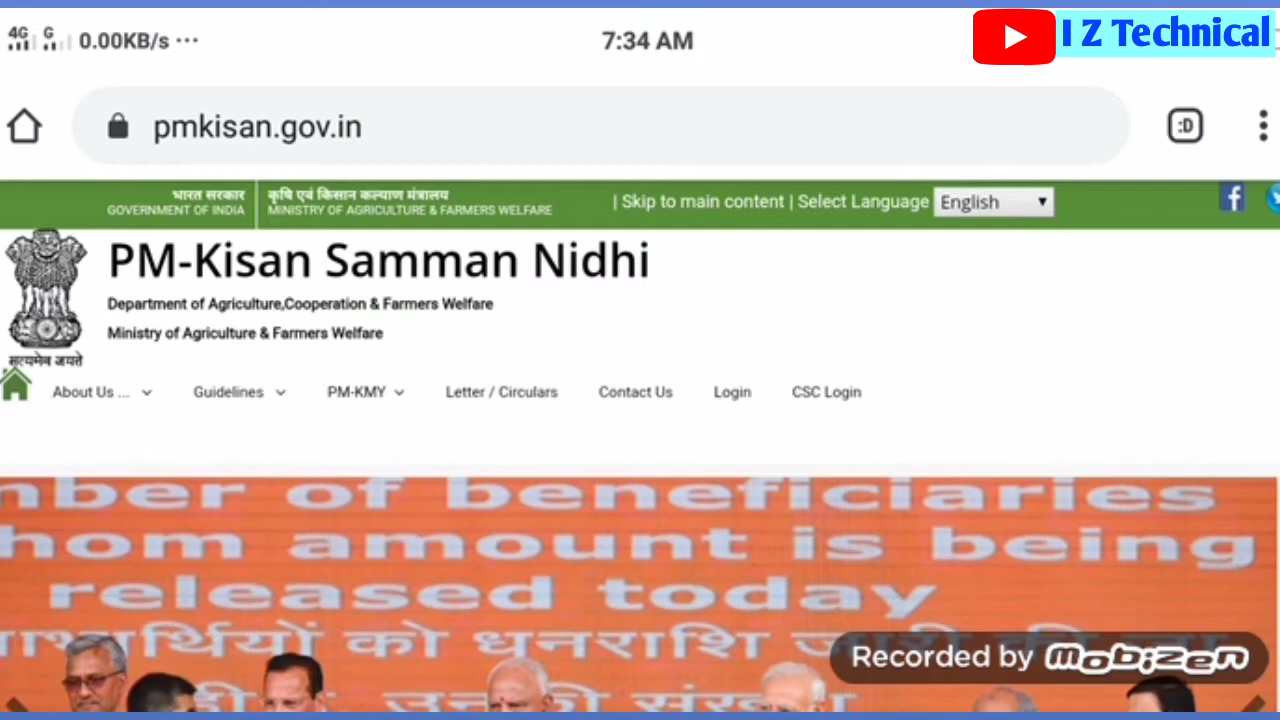 4G G 0.00KB/s ··· 7:34 AM
I Z Technical
pmkisan.gov.in :D
भारत सरकार
GOVERNMENT OF INDIA
कृषि एवं किसान कल्याण मंत्रालय
MINISTRY OF AGRICULTURE & FARMERS WELFARE
| Skip to main content | Select Language English
PM-Kisan Samman Nidhi
Department of Agriculture,Cooperation & Farmers Welfare
Ministry of Agriculture & Farmers Welfare
सत्यमेव जयते
About Us ... Guidelines PM-KMY Letter / Circulars Contact Us Login CSC Login
of beneficiaries
amount is being
released today
को धनराशि
Recorded by mobizen